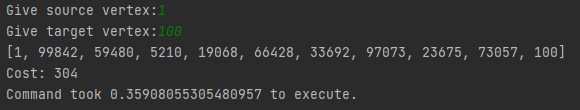 Give source vertex:1
Give target vertex:100
[1, 99842, 59480, 5210, 19068, 66428, 33692, 97073, 23675, 73057, 100]
Cost: 304
Command took 0.35908055305480957 to execute.